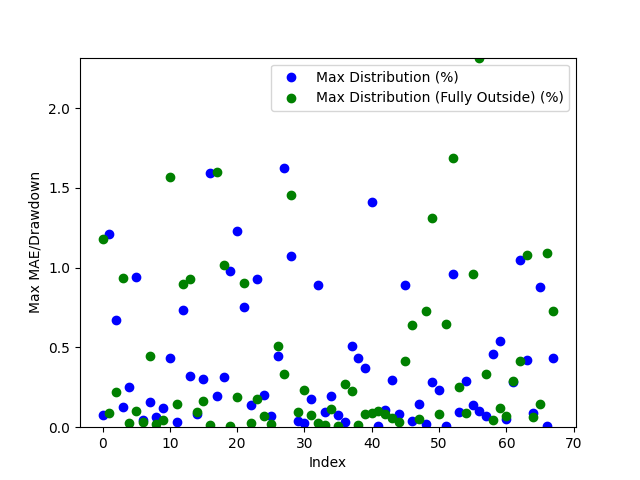 Max Distribution (%)
Max Distribution (Fully Outside) (%)
2.0
1.5
1.0
0.5
0.0
Max MAE/Drawdown
0 10 20 30 40 50 60 70
Index